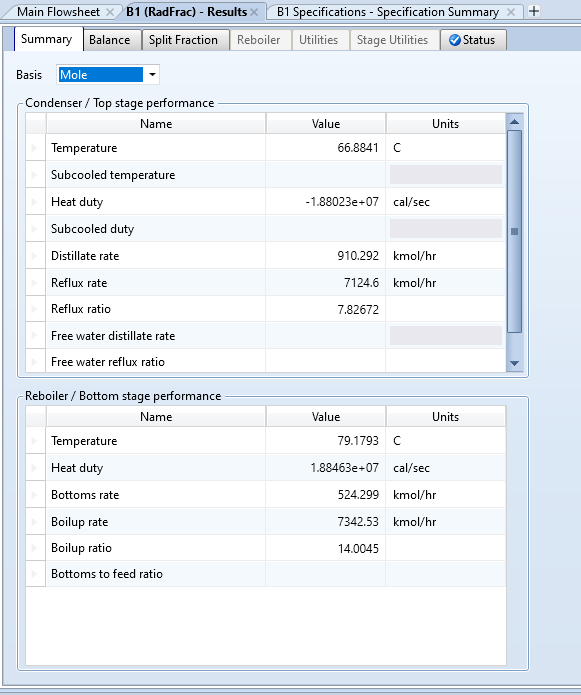 Main Flowsheet × B1 (RadFrac) - Results × B1 Specifications - Specification Summary × +
Summary Balance Split Fraction Reboiler Utilities Stage Utilities Status
Basis Mole
Condenser / Top stage performance
Name Value Units
Temperature 66.8841 C
Subcooled temperature
Heat duty -1.88023e+07 cal/sec
Subcooled duty
Distillate rate 910.292 kmol/hr
Reflux rate 7124.6 kmol/hr
Reflux ratio 7.82672
Free water distillate rate
Free water reflux ratio
Reboiler / Bottom stage performance
Name Value Units
Temperature 79.1793 C
Heat duty 1.88463e+07 cal/sec
Bottoms rate 524.299 kmol/hr
Boilup rate 7342.53 kmol/hr
Boilup ratio 14.0045
Bottoms to feed ratio